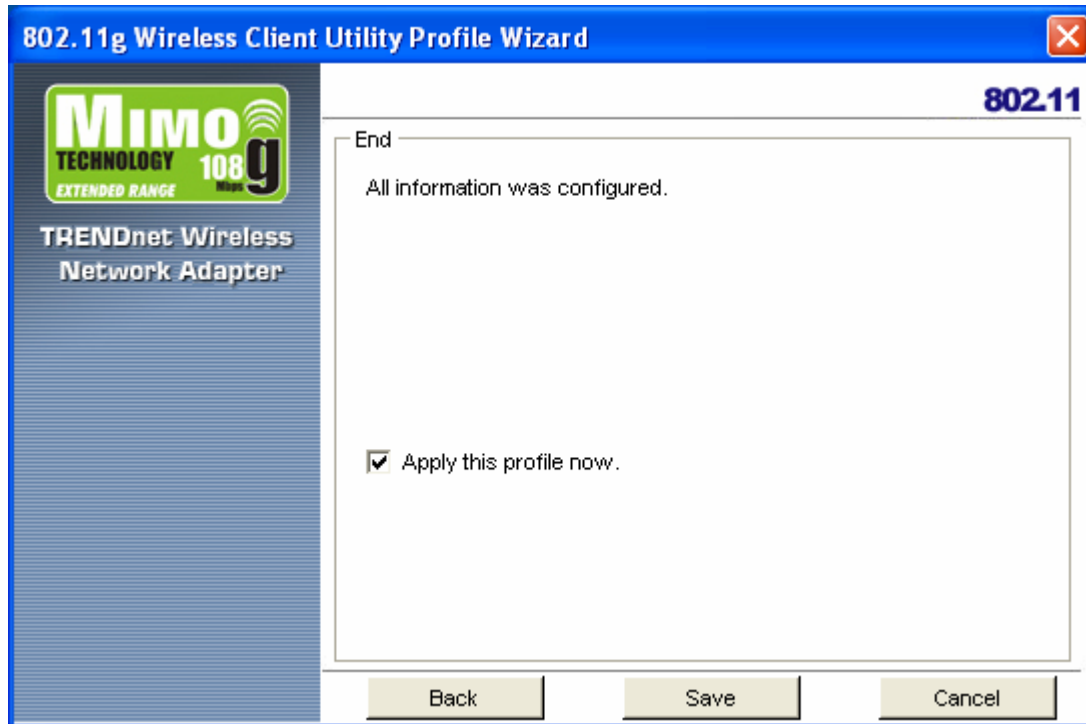 802.11g Wireless Client Utility Profile Wizard
MIMO
TECHNOLOGY 108 g
Mbps
EXTENDED RANGE
TRENDnet Wireless
Network Adapter
802.11
End
All information was configured.
Apply this profile now.
Back Save Cancel